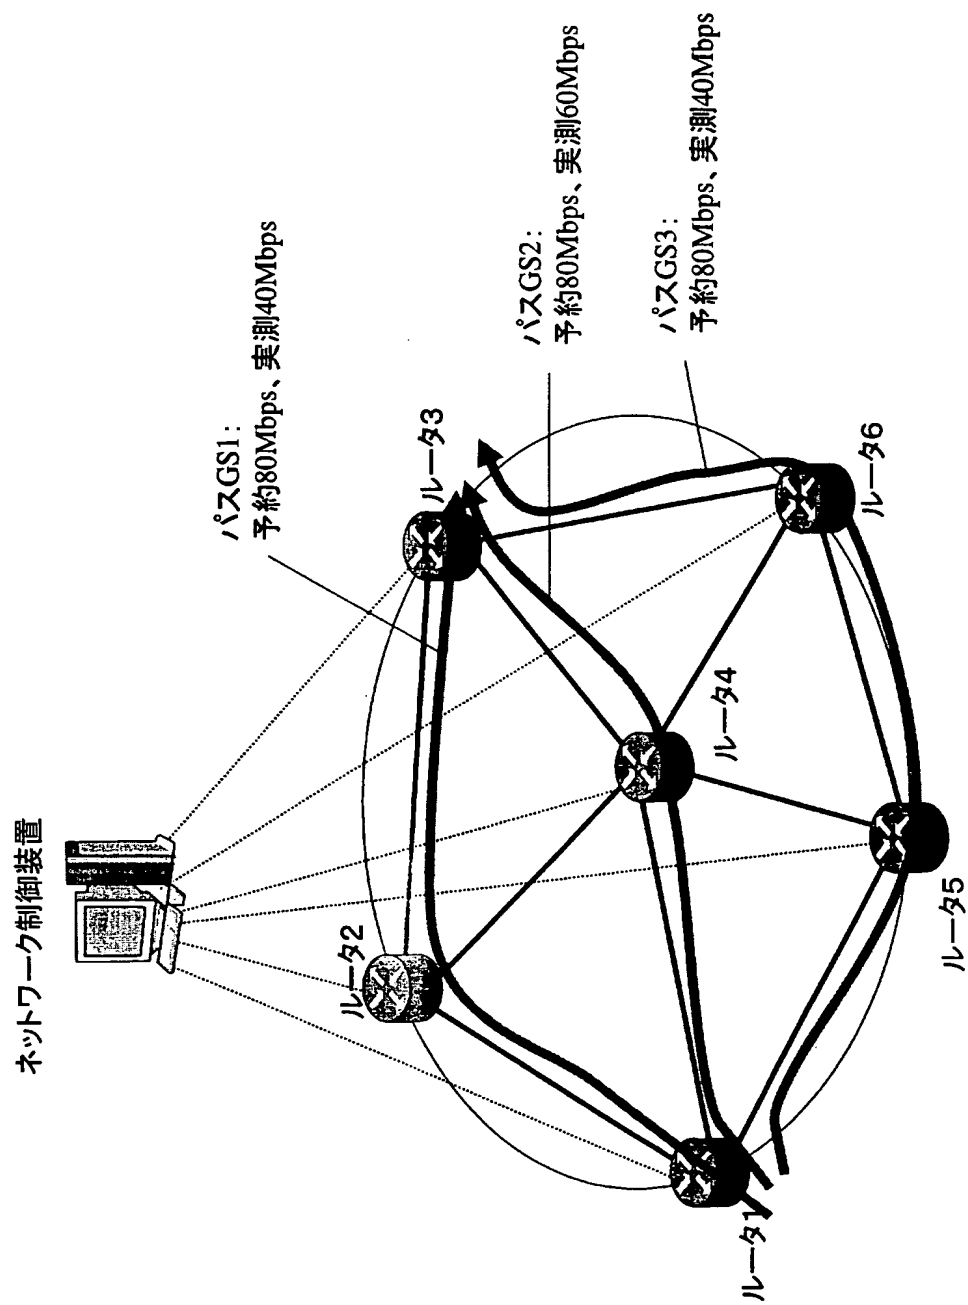 ネットワーク制御装置
パスGS1:
予約80Mbps、実測40Mbps
ルータ2
ルータ3
パスGS2:
予約80Mbps、実測60Mbps
ルータ4
パスGS3:
予約80Mbps、実測40Mbps
ルータ1
ルータ6
ルータ5